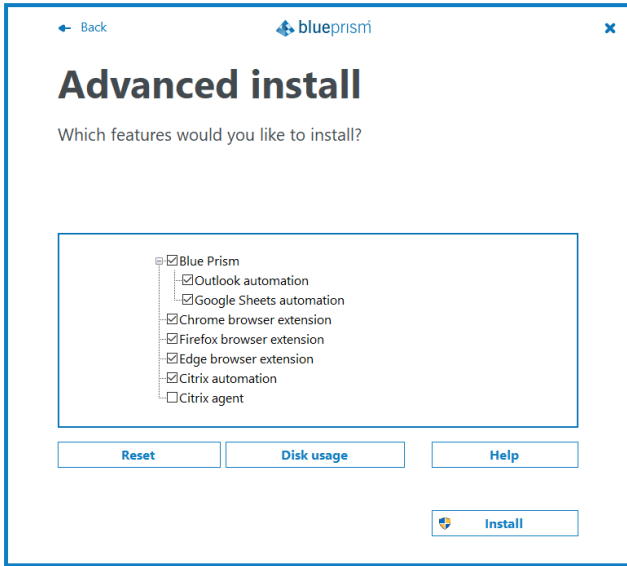 Back
blueprism
Advanced install
Which features would you like to install?
Blue Prism
Outlook automation
Google Sheets automation
Chrome browser extension
Firefox browser extension
Edge browser extension
Citrix automation
Citrix agent
Reset
Disk usage
Help
Install